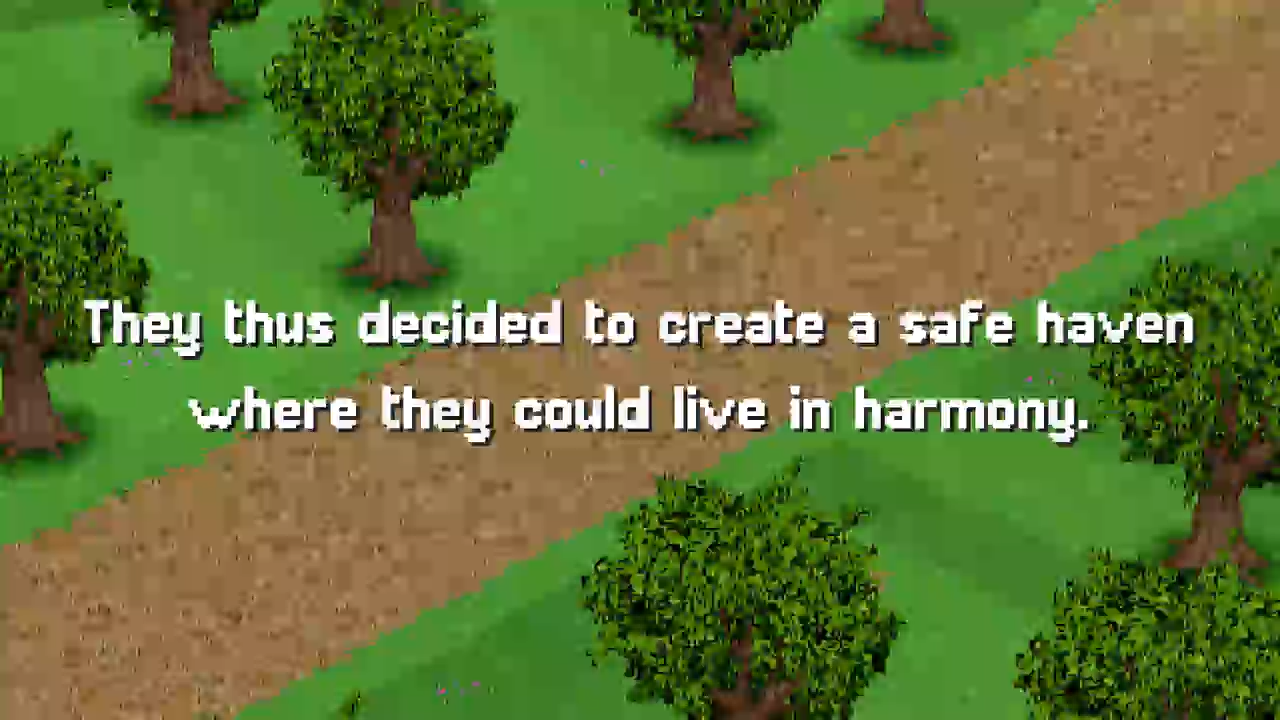 They thus decided to create a safe haven
where they could live in harmony.